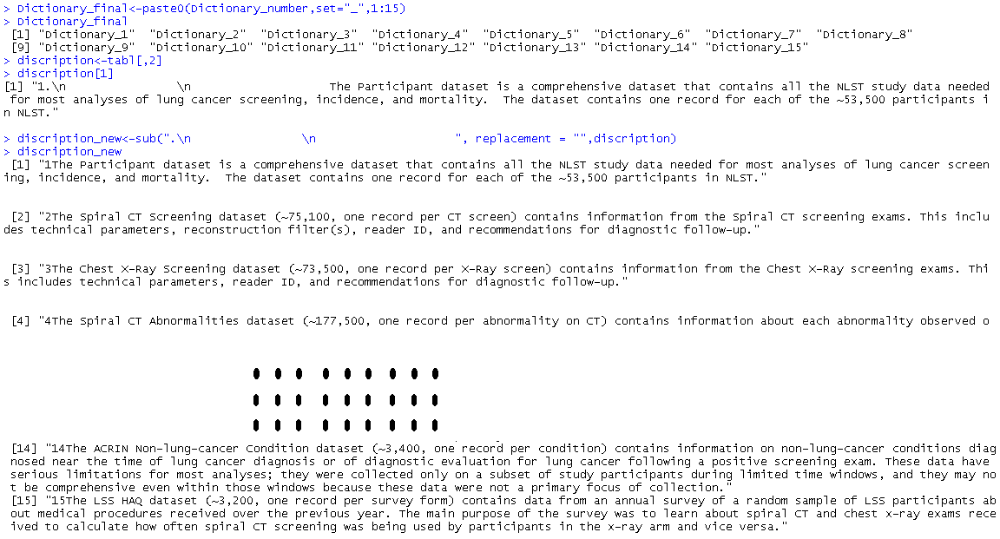 > Dictionary_final<-paste0(Dictionary_number,set="_",1:15)
> Dictionary_final
 [1] "Dictionary_1"  "Dictionary_2"  "Dictionary_3"  "Dictionary_4"  "Dictionary_5"  "Dictionary_6"  "Dictionary_7"  "Dictionary_8"
 [9] "Dictionary_9"  "Dictionary_10" "Dictionary_11" "Dictionary_12" "Dictionary_13" "Dictionary_14" "Dictionary_15"
> discription<-tabl[,2]
> discription[1]
[1] "1.\n                \n                    The Participant dataset is a comprehensive dataset that contains all the NLST study data needed
 for most analyses of lung cancer screening, incidence, and mortality.  The dataset contains one record for each of the ~53,500 participants i
n NLST."
> discription_new<-sub(".\n                \n                    ", replacement = "",discription)
> discription_new
 [1] "1The Participant dataset is a comprehensive dataset that contains all the NLST study data needed for most analyses of lung cancer screen
ing, incidence, and mortality.  The dataset contains one record for each of the ~53,500 participants in NLST."
 [2] "2The Spiral CT Screening dataset (~75,100, one record per CT screen) contains information from the Spiral CT screening exams. This inclu
des technical parameters, reconstruction filter(s), reader ID, and recommendations for diagnostic follow-up."
 [3] "3The Chest X-Ray Screening dataset (~73,500, one record per X-Ray screen) contains information from the Chest X-Ray screening exams. Thi
s includes technical parameters, reader ID, and recommendations for diagnostic follow-up."
 [4] "4The Spiral CT Abnormalities dataset (~177,500, one record per abnormality on CT) contains information about each abnormality observed o
 [14] "14The ACRIN Non-lung-cancer Condition dataset (~3,400, one record per condition) contains information on non-lung-cancer conditions diag
nosed near the time of lung cancer diagnosis or of diagnostic evaluation for lung cancer following a positive screening exam. These data have
serious limitations for most analyses; they were collected only on a subset of study participants during limited time windows, and they may no
t be comprehensive even within those windows because these data were not a primary focus of collection."
 [15] "15The LSS HAQ dataset (~3,200, one record per survey form) contains data from an annual survey of a random sample of LSS participants ab
out medical procedures received over the previous year. The main purpose of the survey was to learn about spiral CT and chest x-ray exams rece
ived to calculate how often spiral CT screening was being used by participants in the x-ray arm and vice versa."